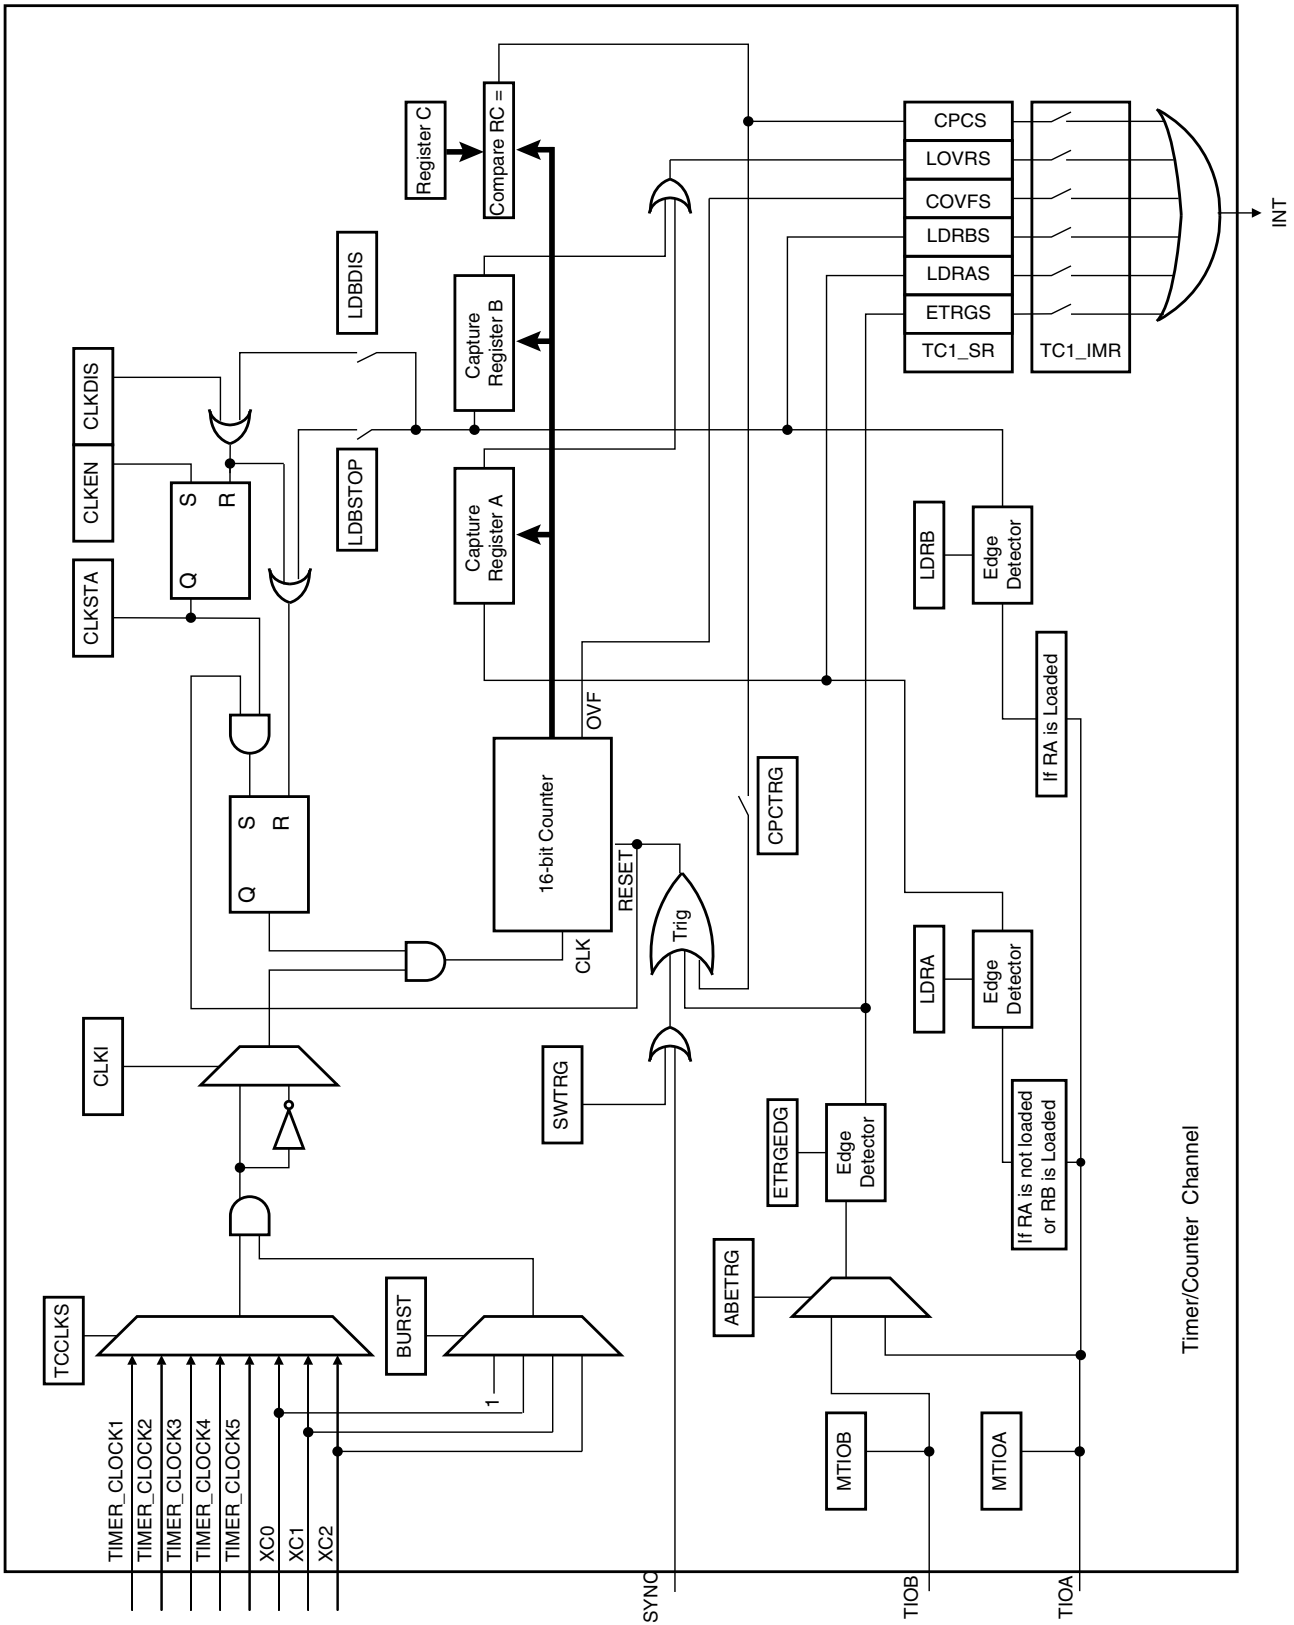 TCCLKS
TIMER_CLOCK1
TIMER_CLOCK2
TIMER_CLOCK3
TIMER_CLOCK4
TIMER_CLOCK5
XC0
XC1
XC2
CLKI
CLKSTA
CLKEN
CLKDIS
Q
S
R
Q
S
R
BURST
1
LDBSTOP
LDBDIS
Register C
Capture
Register A
Capture
Register B
Compare RC =
16-bit Counter
CLK
OVF
RESET
SWTRG
Trig
SYNC
CPCTRG
ABETRG
ETRGEDG
Edge
Detector
MTIOB
TIOB
MTIOA
TIOA
LDRA
Edge
Detector
If RA is not loaded
or RB is Loaded
LDRB
Edge
Detector
If RA is Loaded
CPCS
LOVRS
COVFS
LDRBS
LDRAS
ETRGS
TC1_SR
TC1_IMR
Timer/Counter Channel
INT